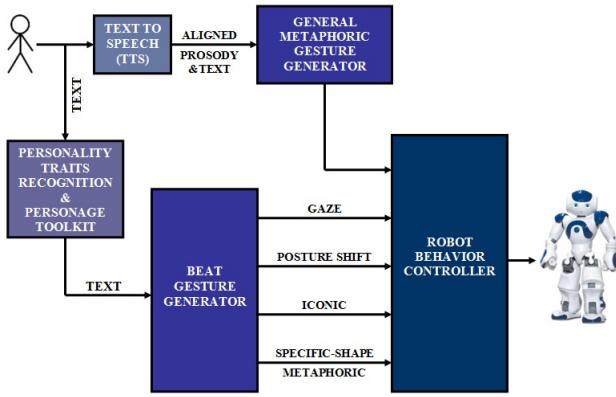 TEXT TO
SPEECH
(TTS)
ALIGNED
PROSODY
&TEXT
GENERAL
METAPHORIC
GESTURE
GENERATOR
TEXT
PERSONALITY
TRAITS
RECOGNITION
&
PERSONAGE
TOOLKIT
TEXT
BEAT
GESTURE
GENERATOR
GAZE
POSTURE SHIFT
ICONIC
SPECIFIC-SHAPE
METAPHORIC
ROBOT
BEHAVIOR
CONTROLLER